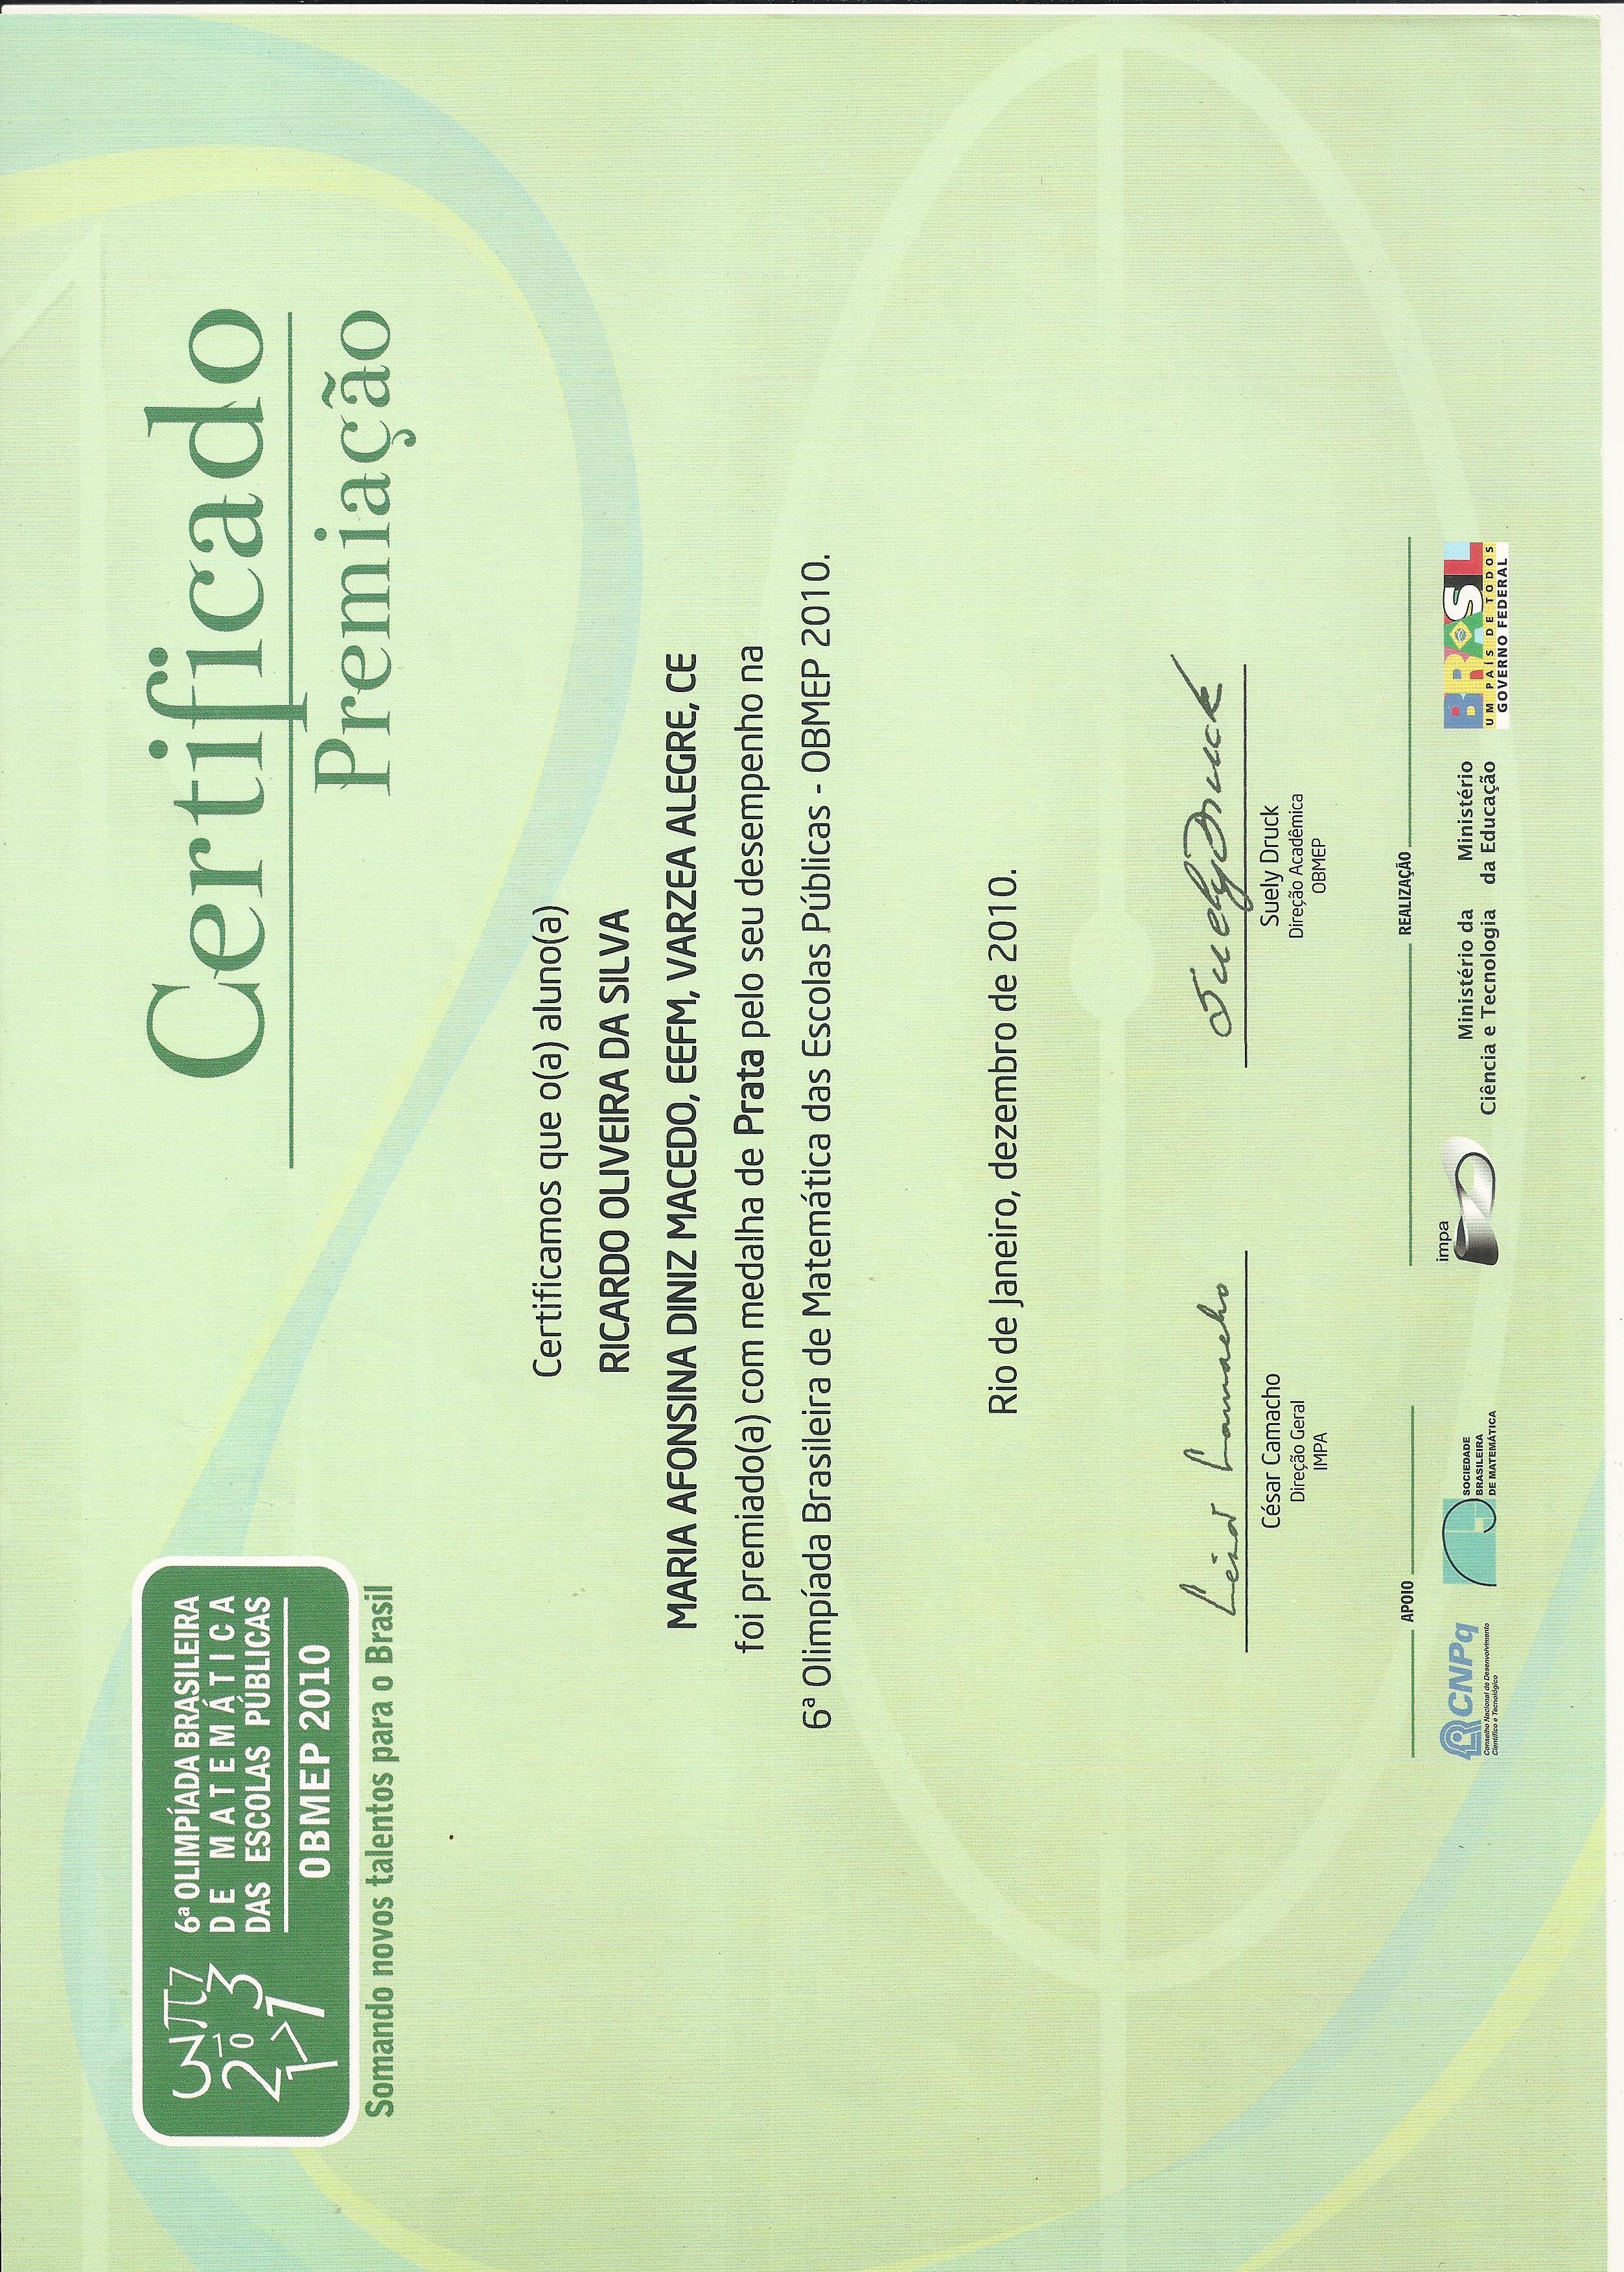 6ª OLIMPÍADA BRASILEIRA
DE MATEMÁTICA
DAS ESCOLAS PÚBLICAS
OBMEP 2010
Somando novos talentos para o Brasil
Certificado
Premiação
Certificamos que o(a) aluno(a)
RICARDO OLIVEIRA DA SILVA
MARIA AFONSINA DINIZ MACEDO, EEFM, VARZEA ALEGRE, CE
foi premiado(a) com medalha de Prata pelo seu desempenho na
6ª Olimpíada Brasileira de Matemática das Escolas Públicas - OBMEP 2010.
Rio de Janeiro, dezembro de 2010.
César Camacho
César Camacho
Direção Geral
IMPA
Suely Druck
Suely Druck
Direção Acadêmica
OBMEP
APOIO
CNPq
Conselho Nacional de Desenvolvimento
Científico e Tecnológico
SOCIEDADE
BRASILEIRA
DE MATEMÁTICA
REALIZAÇÃO
impa
Ministério da
Ciência e Tecnologia
Ministério
da Educação
BRASIL
UM PAÍS DE TODOS
GOVERNO FEDERAL